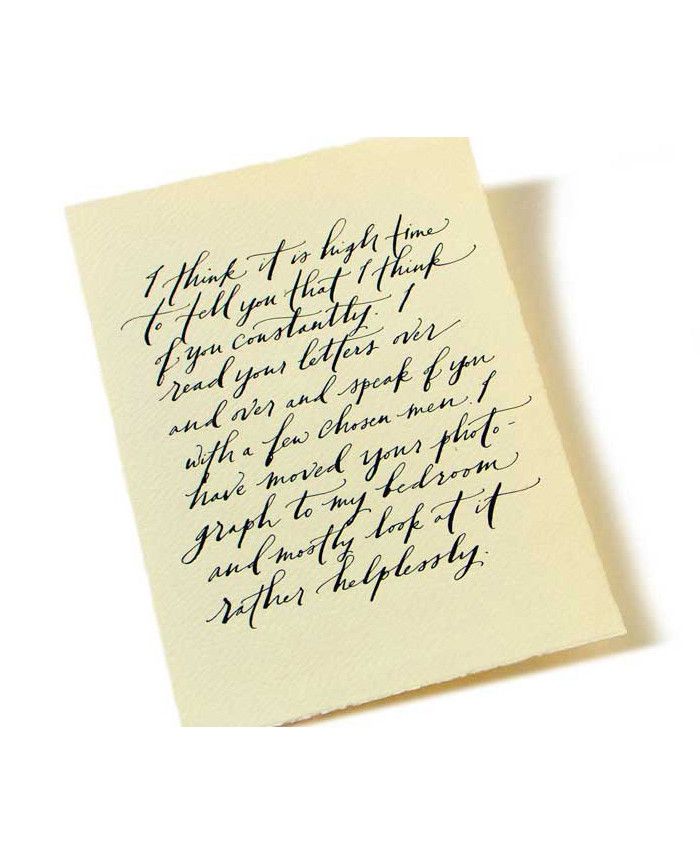 I think it is high time
to tell you that I think
of you constantly. I
read your letters over
and over and speak of you
with a few chosen men. I
have moved your photo-
graph to my bedroom
and mostly look at it
rather helplessly.